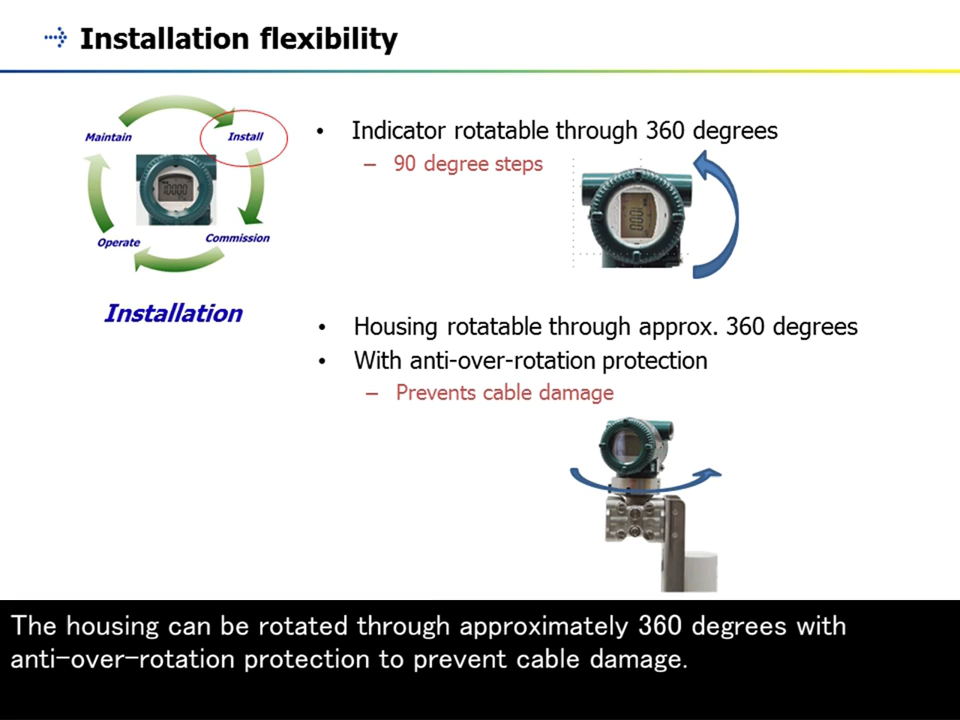 Installation flexibility
Maintain
Install
Operate
Commission
Installation
• Indicator rotatable through 360 degrees
– 90 degree steps
• Housing rotatable through approx. 360 degrees
• With anti-over-rotation protection
– Prevents cable damage
The housing can be rotated through approximately 360 degrees with
anti-over-rotation protection to prevent cable damage.